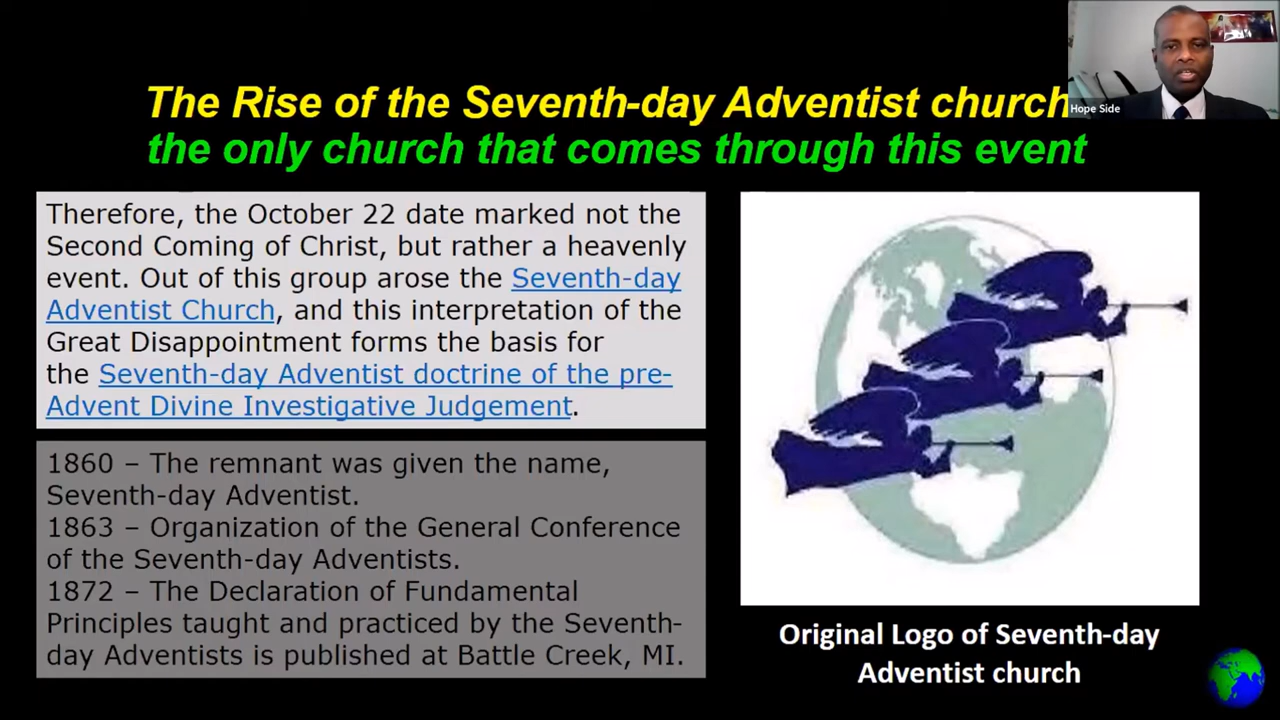 The Rise of the Seventh-day Adventist church
the only church that comes through this event
Hope Side
Therefore, the October 22 date marked not the
Second Coming of Christ, but rather a heavenly
event. Out of this group arose the Seventh-day
Adventist Church, and this interpretation of the
Great Disappointment forms the basis for
the Seventh-day Adventist doctrine of the pre-
Advent Divine Investigative Judgement.
1860 – The remnant was given the name,
Seventh-day Adventist.
1863 – Organization of the General Conference
of the Seventh-day Adventists.
1872 – The Declaration of Fundamental
Principles taught and practiced by the Seventh-
day Adventists is published at Battle Creek, MI.
Original Logo of Seventh-day
Adventist church